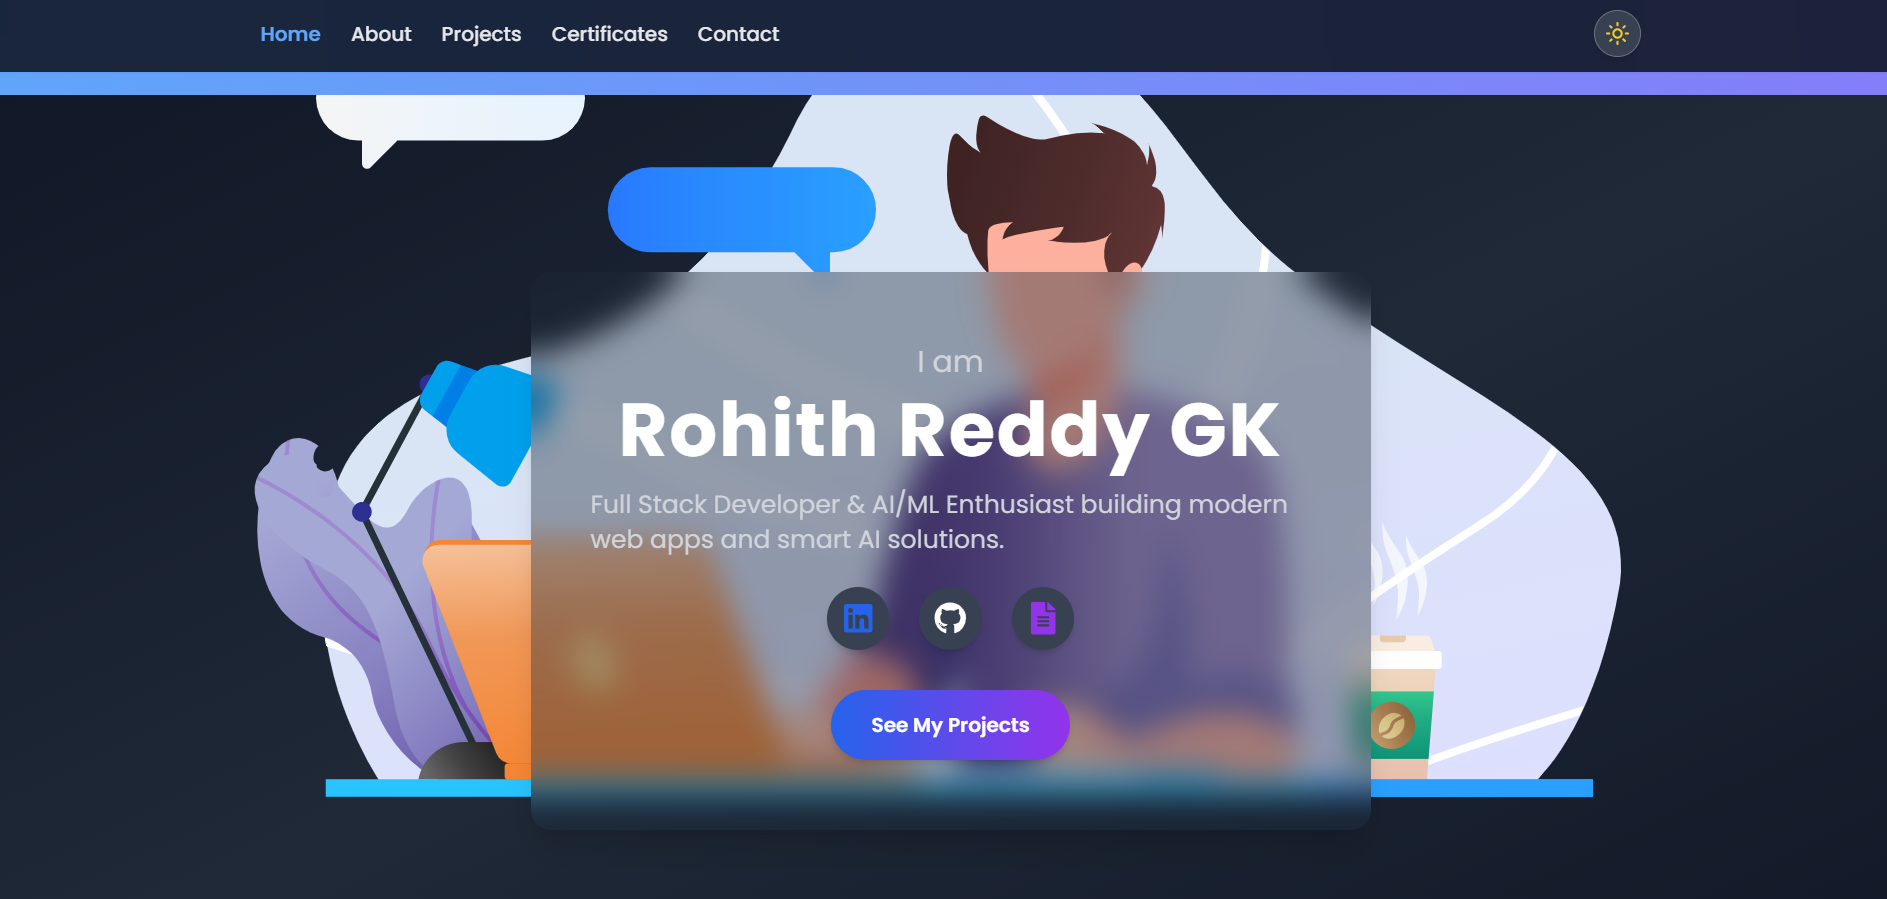 Home About Projects Certificates Contact
I am
Rohith Reddy GK
Full Stack Developer & AI/ML Enthusiast building modern
web apps and smart AI solutions.
in
See My Projects